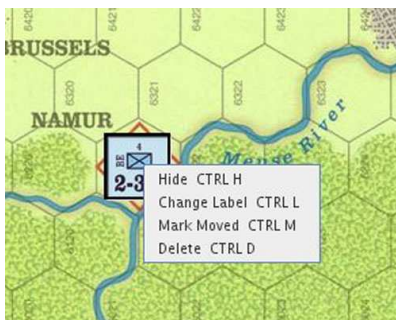 6420
642
BRUSSELS
6320
6321
6322
6323
NAMUR
Meuse River
4
BE
2-3
Hide CTRL H
Change Label CTRL L
Mark Moved CTRL M
Delete CTRL D